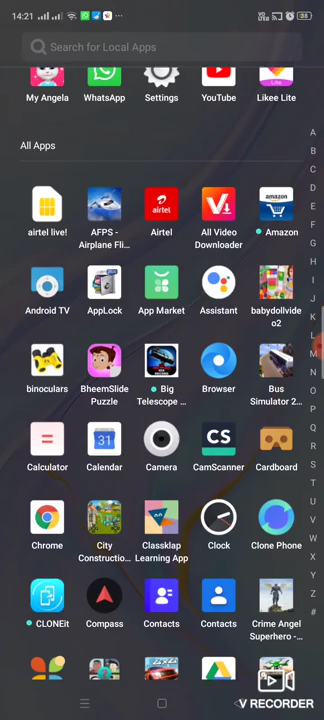 14:21
38
Search for Local Apps
My Angela
WhatsApp
Settings
YouTube
Likee Lite
All Apps
airtel live!
AFPS - Airplane Fli...
airtel
Airtel
All Video Downloader
amazon
Amazon
Android TV
AppLock
App Market
Assistant
babydollvideo2
binoculars
BheemSlide Puzzle
Big Telescope ...
Browser
Bus Simulator 2...
Calculator
31
Calendar
Camera
CS
CamScanner
Cardboard
Chrome
City Constructio...
Classklap Learning App
Clock
Clone Phone
CLONEit
Compass
Contacts
Contacts
Crime Angel Superhero -...
A
B
C
D
E
F
G
H
I
J
K
L
M
N
O
P
Q
R
S
T
U
V
W
X
Y
Z
#
V RECORDER